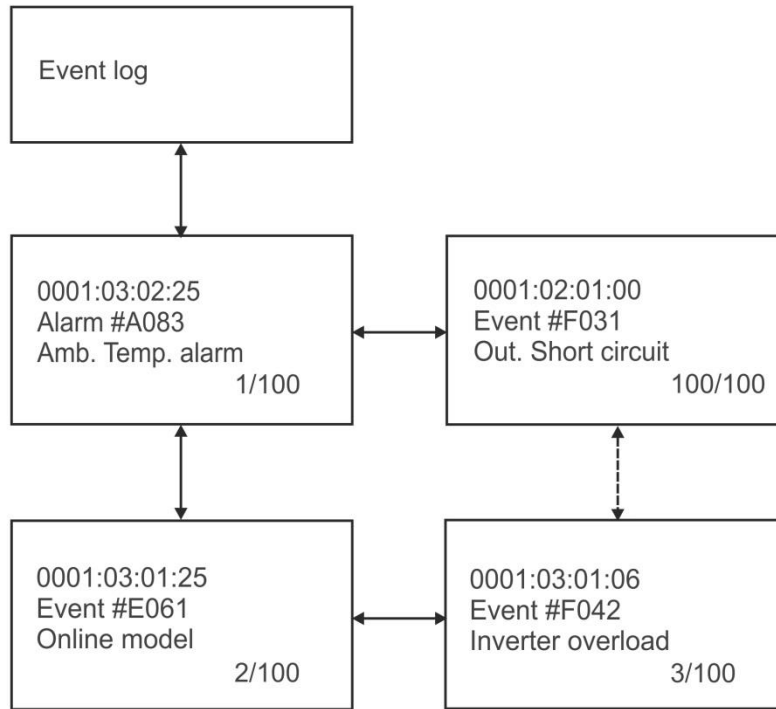 Event log
0001:03:02:25
Alarm #A083
Amb. Temp. alarm
1/100
0001:02:01:00
Event #F031
Out. Short circuit
100/100
0001:03:01:25
Event #E061
Online model
2/100
0001:03:01:06
Event #F042
Inverter overload
3/100